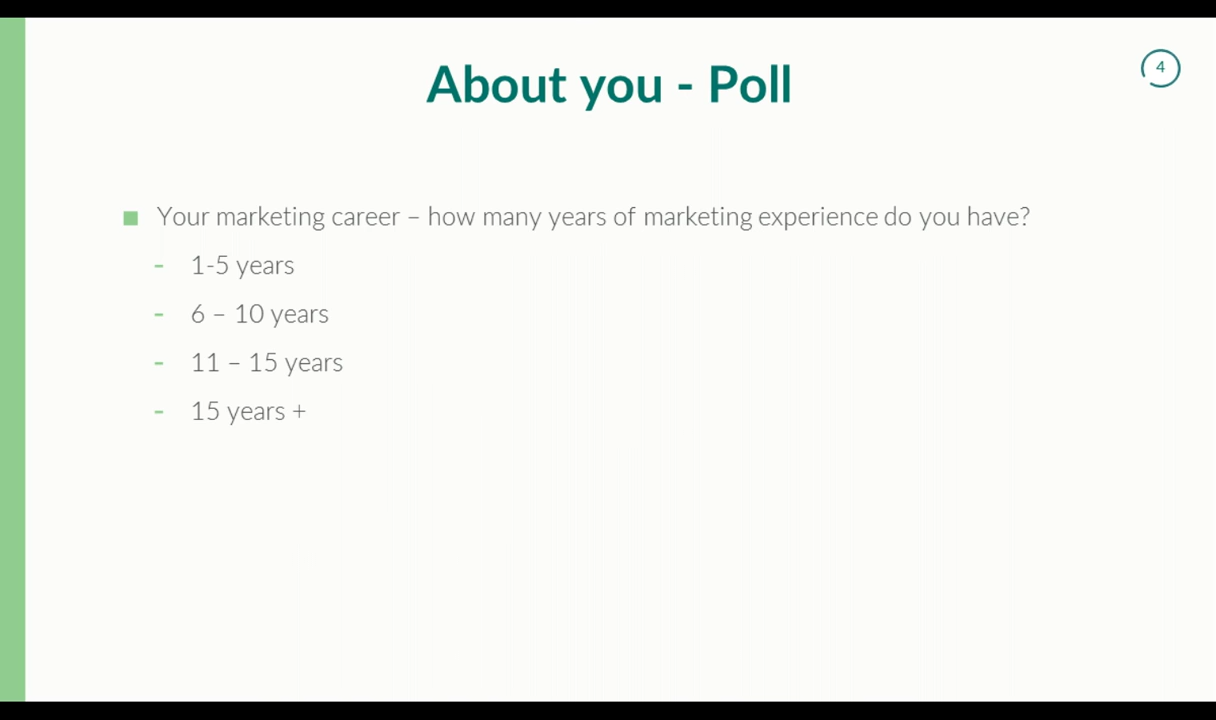 About you - Poll
4
Your marketing career – how many years of marketing experience do you have?
- 1-5 years
- 6 – 10 years
- 11 – 15 years
- 15 years +